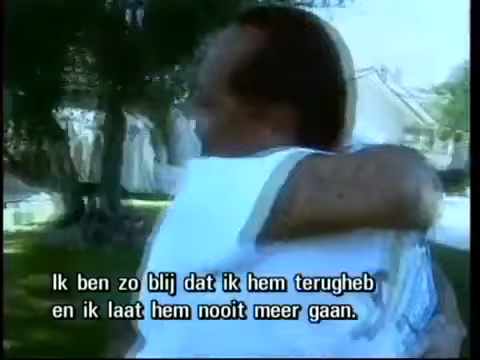 Ik ben zo blij dat ik hem terugheb
en ik laat hem nooit meer gaan.